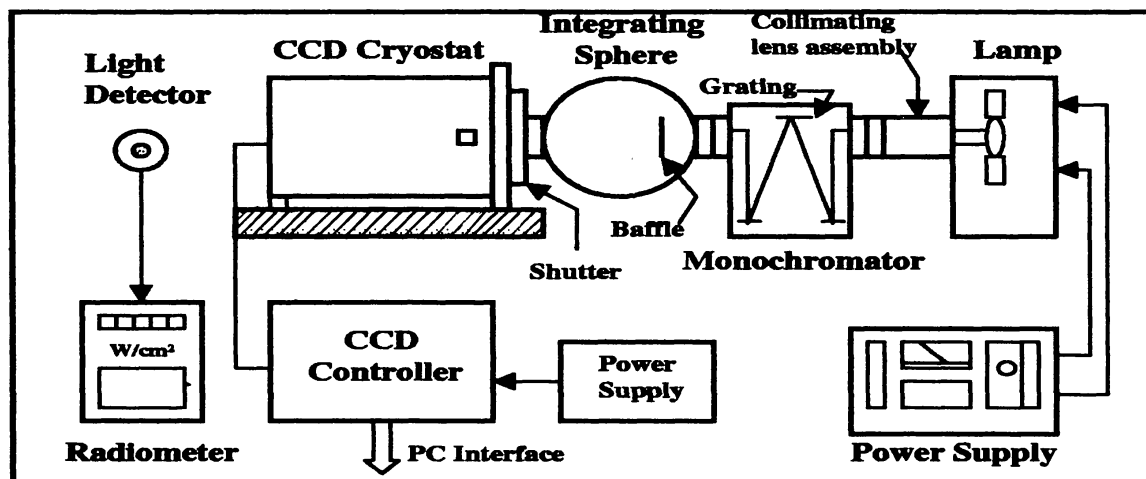 Light
Detector
CCD Cryostat
Integrating
Sphere
Collimating
lens assembly
Lamp
Grating
Baffle
Shutter
Monochromator
W/cm²
Radiometer
CCD
Controller
PC Interface
Power
Supply
Power Supply